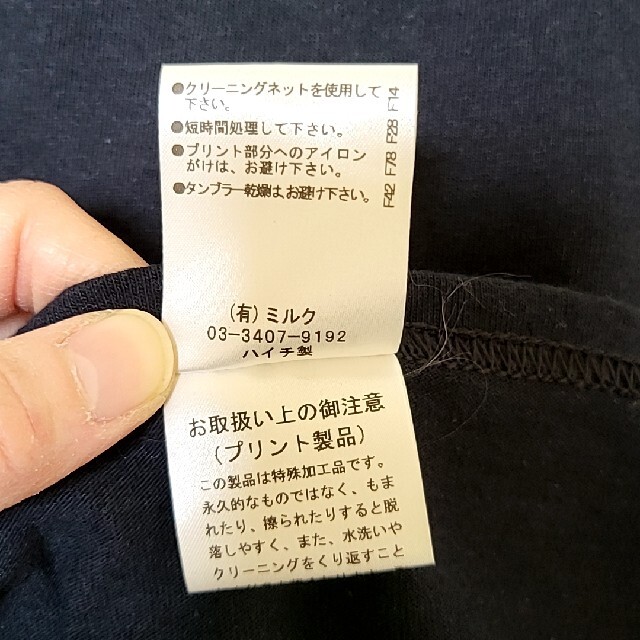 ●クリーニングネットを使用して
下さい。
●短時間処理して下さい。
●プリント部分へのアイロン
がけは、お避け下さい。
●タンブラー乾燥はお避け下さい。
F42 F78 F28 F14
(有)ミルク
03-3407-9192
ハイチ製
お取扱い上の御注意
(プリント製品)
この製品は特殊加工品です。
永久的なものではなく、もま
れたり、擦られたりすると脱
落しやすく、また、水洗いや
クリーニングをくり返すこと